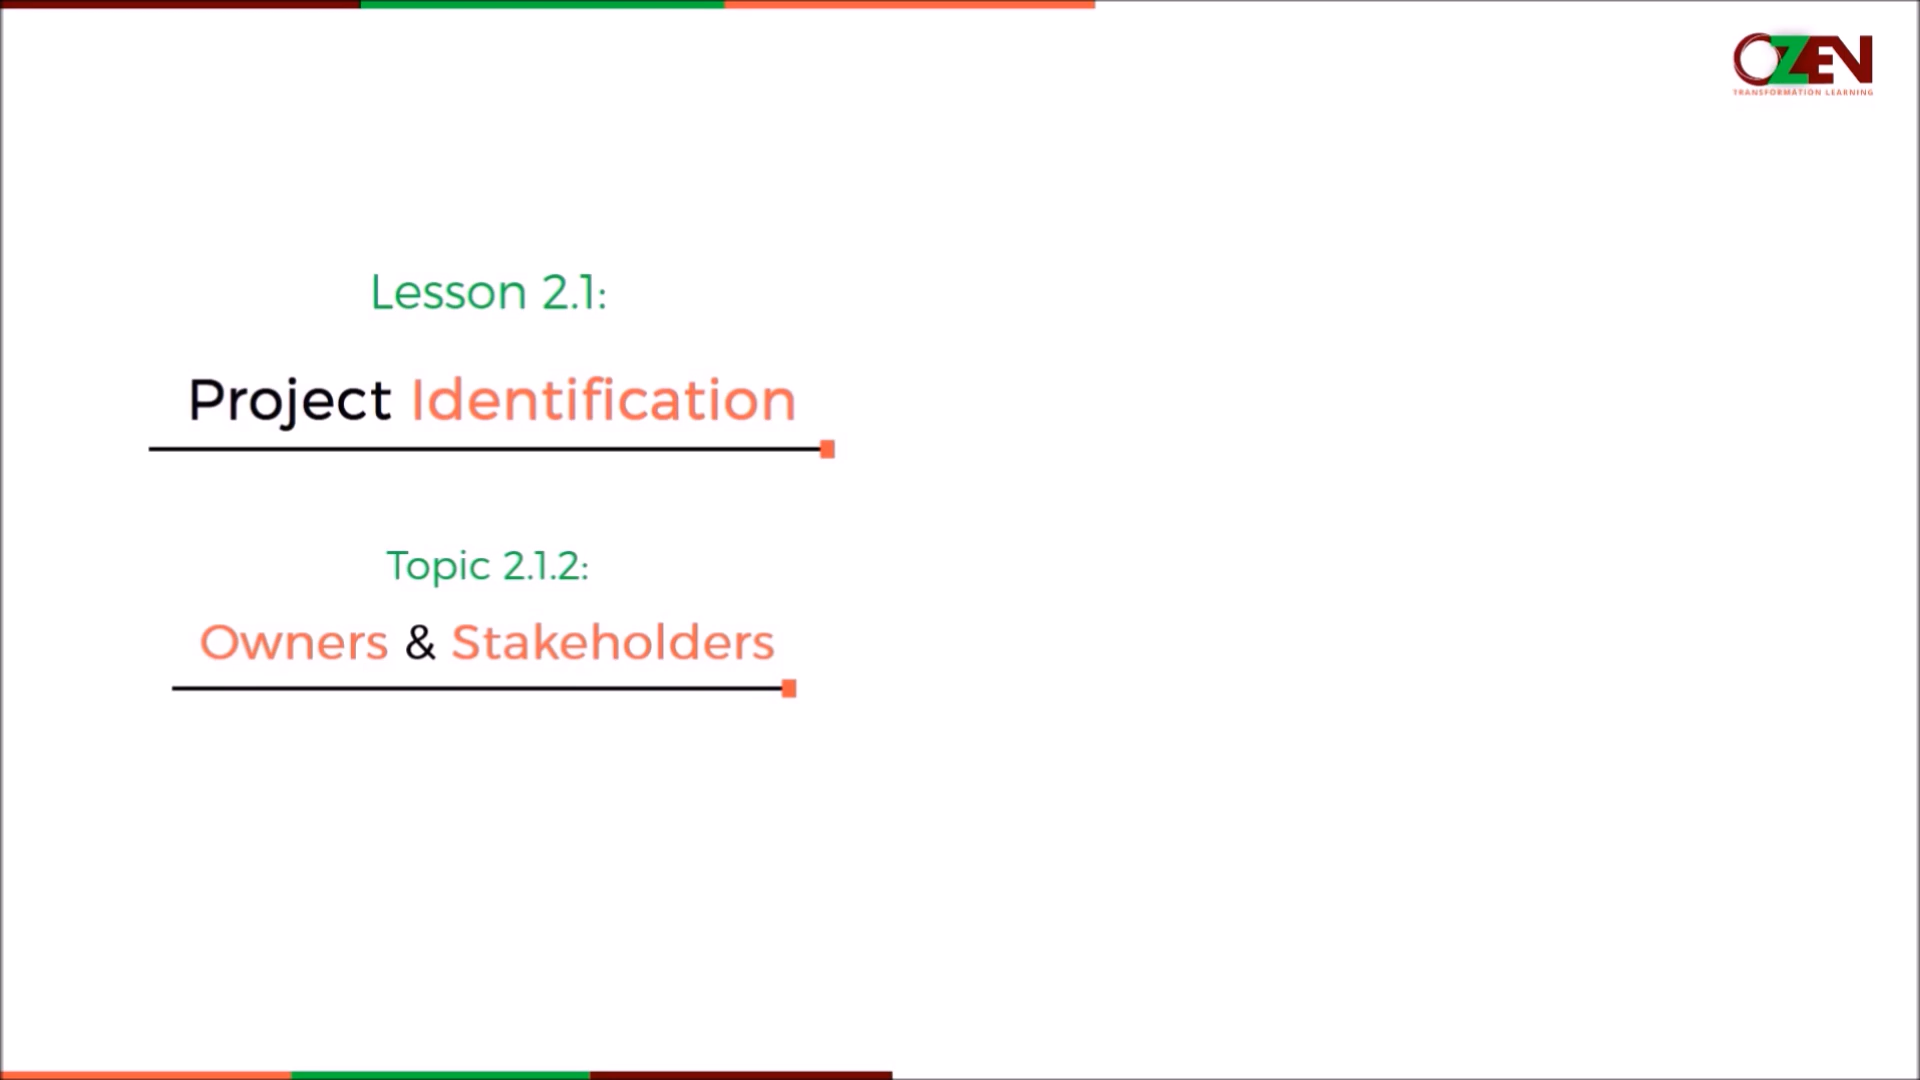 OZEN
TRANSFORMATION LEARNING
Lesson 2.1:
Project Identification
Topic 2.1.2:
Owners & Stakeholders